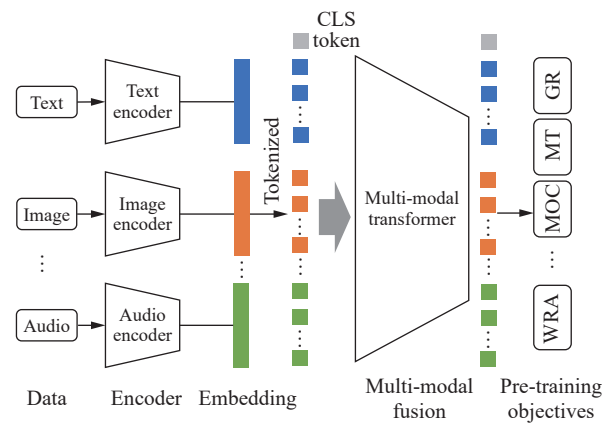 CLS
token
Text
Text
encoder
Tokenized
GR
MT
Image
Image
encoder
Multi-modal
transformer
MOC
Audio
Audio
encoder
WRA
Data
Encoder
Embedding
Multi-modal
fusion
Pre-training
objectives